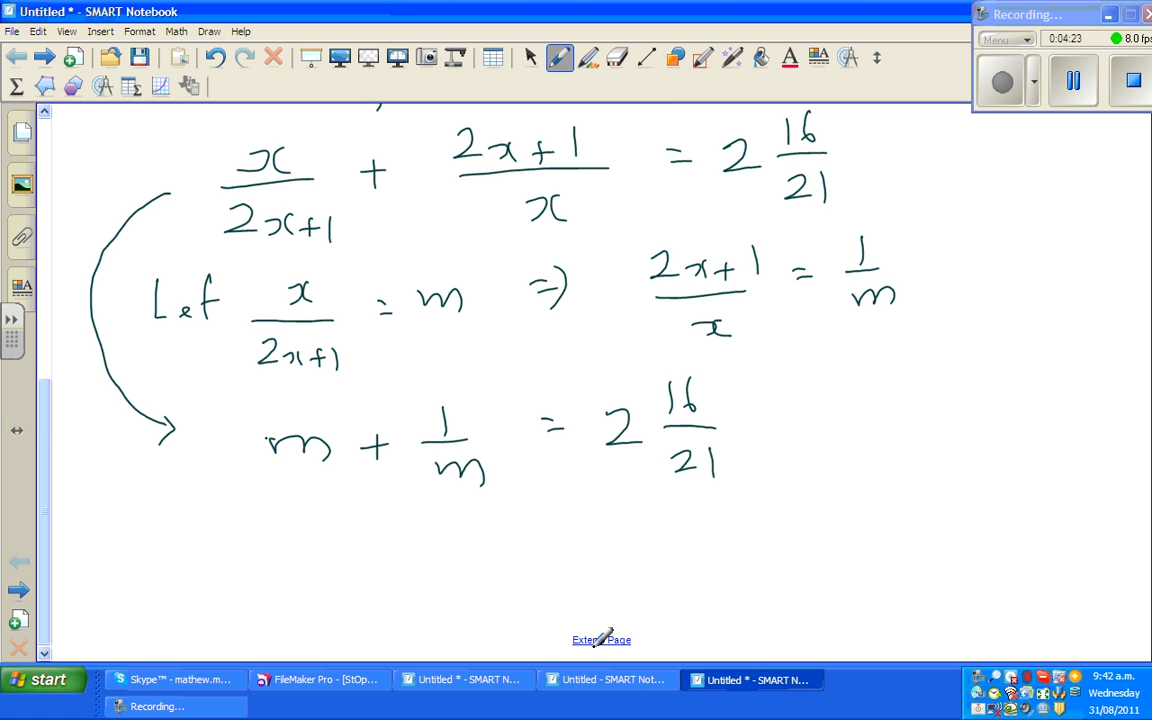 Untitled * - SMART Notebook
Recording...
File Edit View Insert Format Math Draw Help
Menu 0:04:23 8.0 fps
x/(2x+1) + (2x+1)/x = 2 16/21
Let x/(2x+1) = m ⇒ (2x+1)/x = 1/m
m + 1/m = 2 16/21
Extend Page
start Skype™ - mathew.m... FileMaker Pro - [StOp... Untitled * - SMART N... Untitled - SMART Not... Untitled * - SMART N... 9:42 a.m.
Wednesday
Recording... 31/08/2011